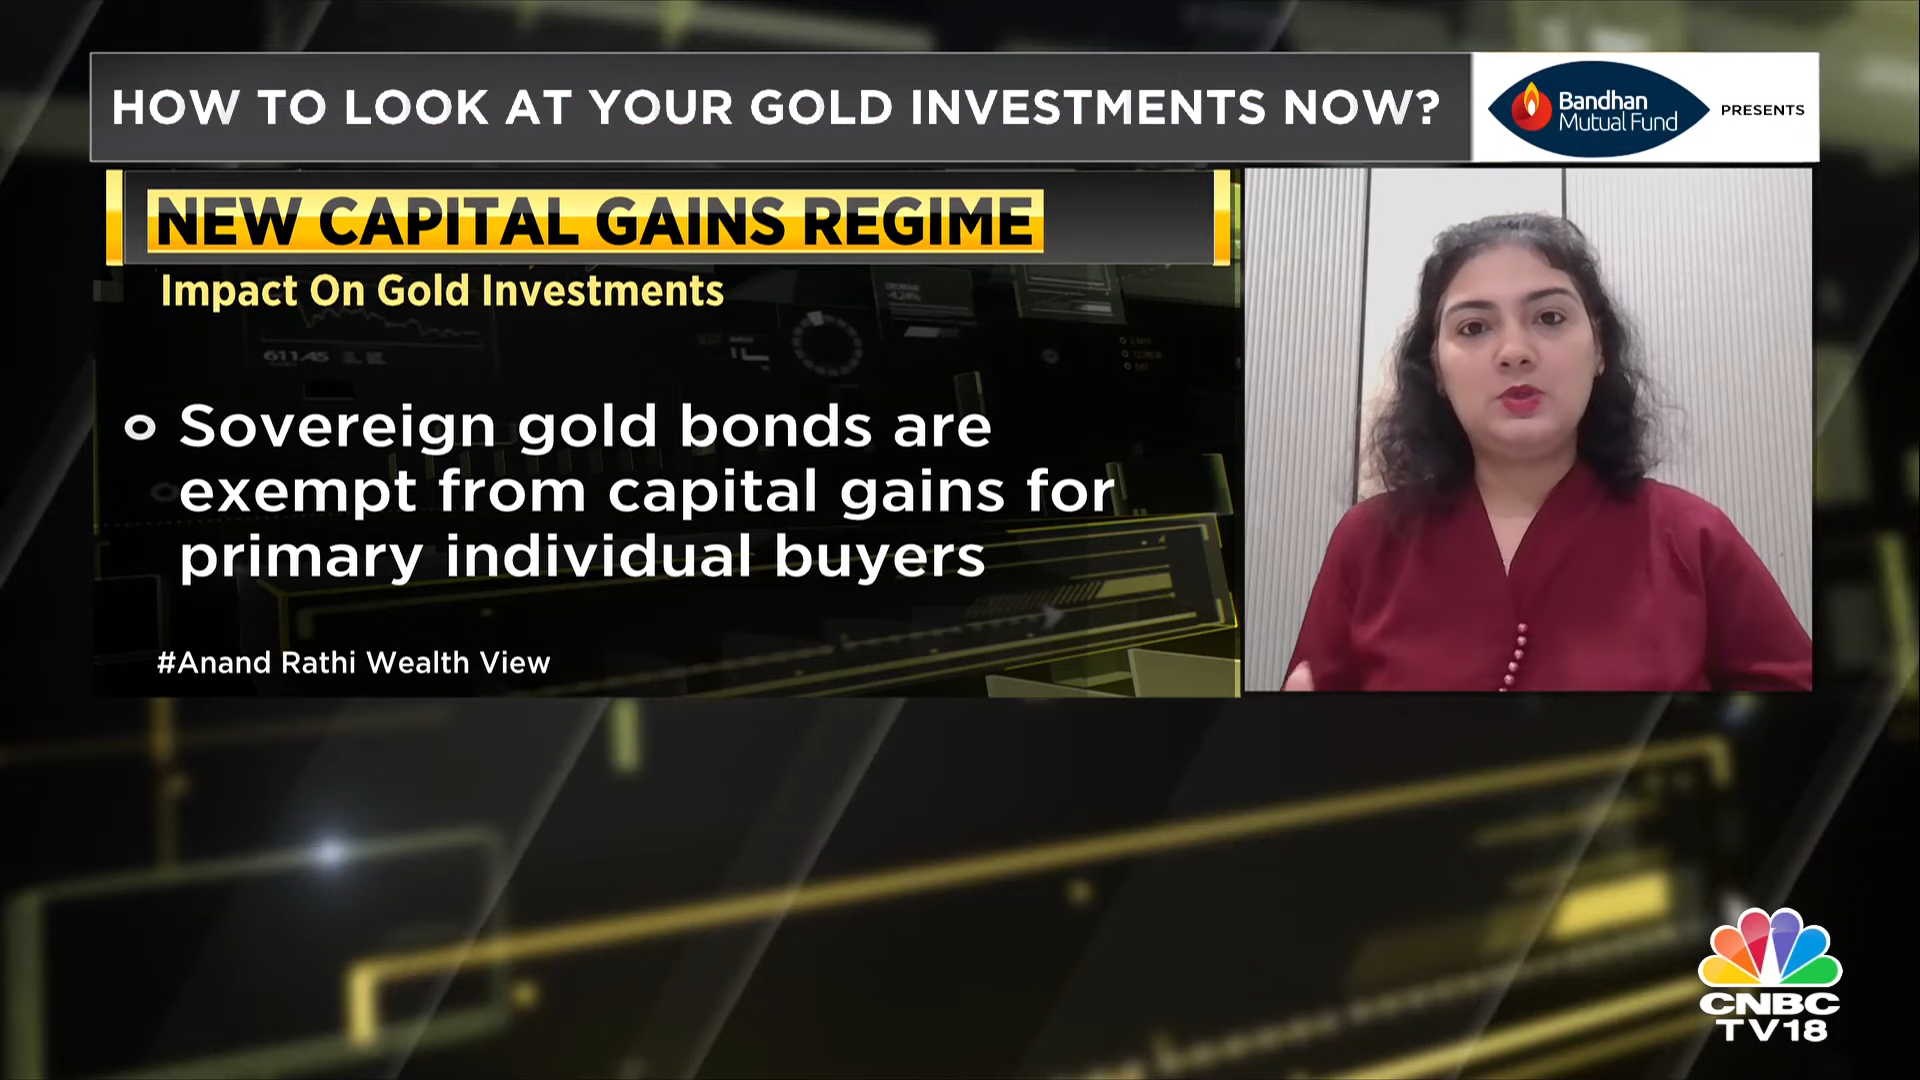 HOW TO LOOK AT YOUR GOLD INVESTMENTS NOW?
Bandhan
Mutual Fund
PRESENTS
NEW CAPITAL GAINS REGIME
Impact On Gold Investments
611.45
Sovereign gold bonds are
exempt from capital gains for
primary individual buyers
#Anand Rathi Wealth View
CNBC
TV18